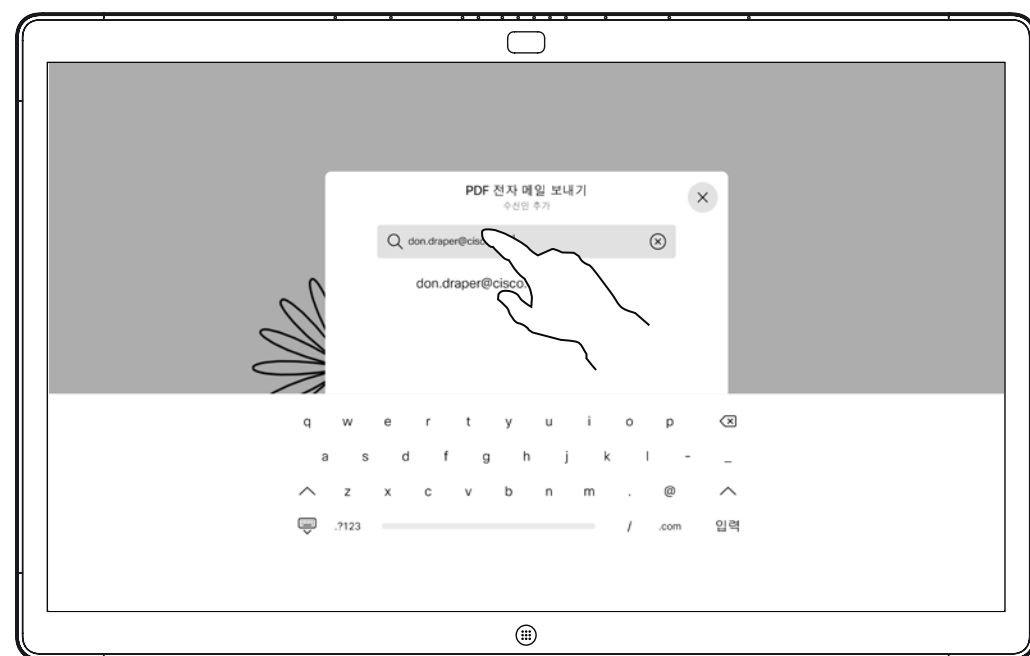 PDF 전자 메일 보내기
수신인 추가
don.draper@cisc
don.draper@cisco.
q w e r t y u i o p
a s d f g h j k l - _
z x c v b n m . @
.?123 / .com 입력